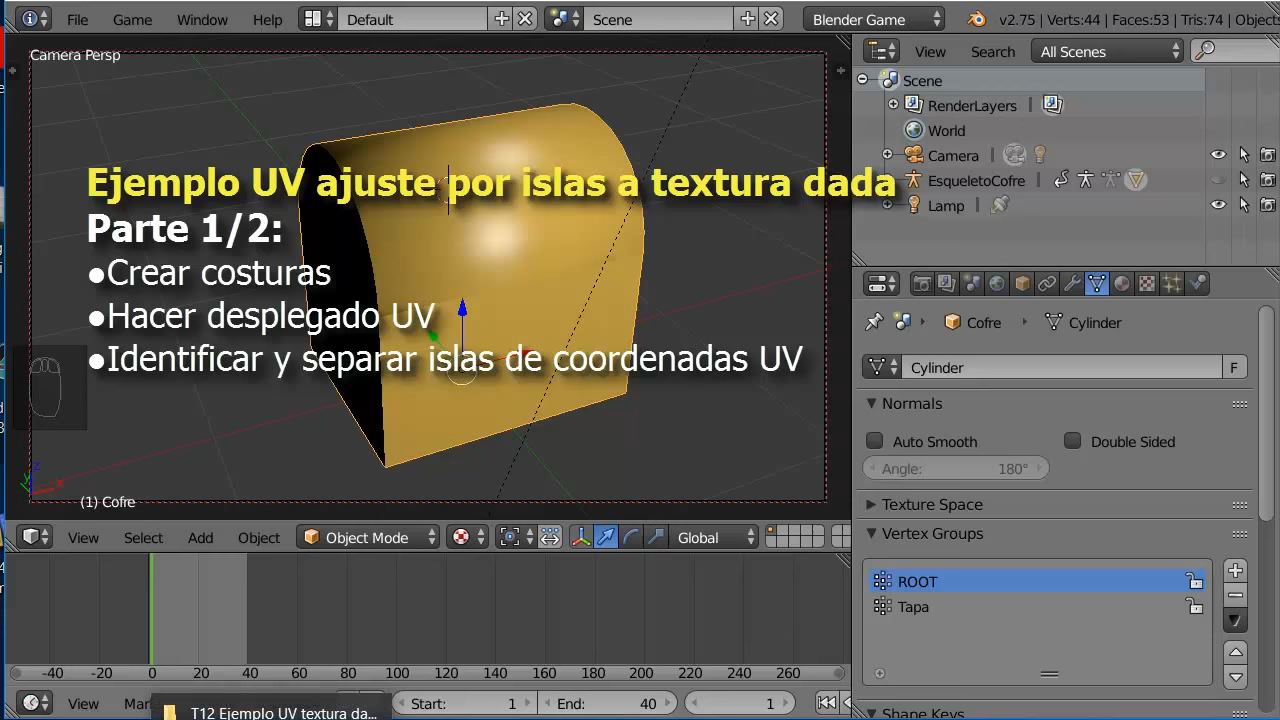 File Game Window Help Default Scene Blender Game v2.75 | Verts:44 | Faces:53 | Tris:74 | Objects
Camera Persp
View Search All Scenes
Scene
RenderLayers
World
Camera
EsqueletoCofre
Lamp
Ejemplo UV ajuste por islas a textura dada
Parte 1/2:
●Crear costuras
●Hacer desplegado UV
●Identificar y separar islas de coordenadas UV
(1) Cofre
Cofre Cylinder
Cylinder F
Normals
Auto Smooth Double Sided
Angle: 180°
Texture Space
Vertex Groups
ROOT
Tapa
Shape Keys
View Select Add Object Object Mode Global
-40 -20 0 20 40 60 80 100 120 140 160 180 200 220 240 260
View Mar Start: 1 End: 40 1
T12 Ejemplo UV textura da...